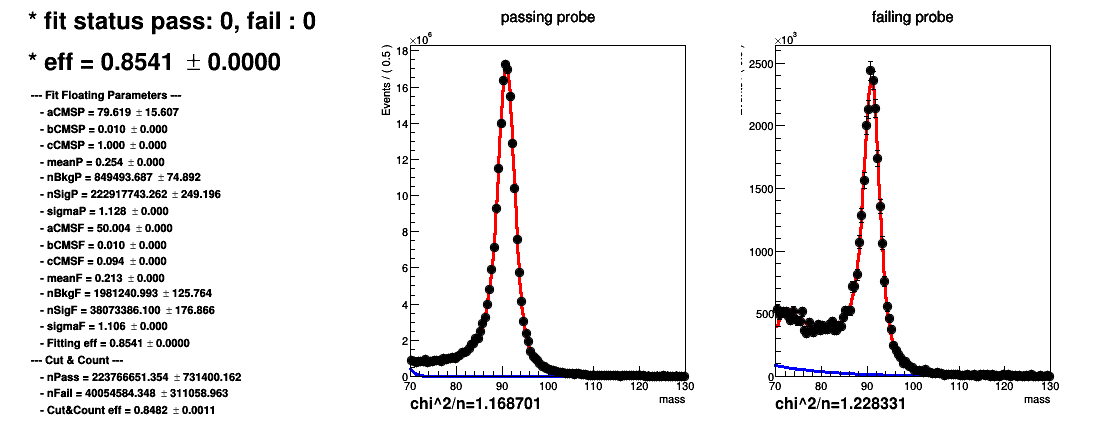 * fit status pass: 0, fail : 0
* eff = 0.8541 ± 0.0000
--- Fit Floating Parameters ---
- aCMSP = 79.619 ± 15.607
- bCMSP = 0.010 ± 0.000
- cCMSP = 1.000 ± 0.000
- meanP = 0.254 ± 0.000
- nBkgP = 849493.687 ± 74.892
- nSigP = 222917743.262 ± 249.196
- sigmaP = 1.128 ± 0.000
- aCMSF = 50.004 ± 0.000
- bCMSF = 0.010 ± 0.000
- cCMSF = 0.094 ± 0.000
- meanF = 0.213 ± 0.000
- nBkgF = 1981240.993 ± 125.764
- nSigF = 38073386.100 ± 176.866
- sigmaF = 1.106 ± 0.000
- Fitting eff = 0.8541 ± 0.0000
--- Cut & Count ---
- nPass = 223766651.354 ± 731400.162
- nFail = 40054584.348 ± 311058.963
- Cut&Count eff = 0.8482 ± 0.0011
passing probe
×10⁶
Events / ( 0.5 )
18
16
14
12
10
8
6
4
2
0
70 80 90 100 110 120 130
mass
chi^2/n=1.168701
failing probe
×10³
2500
2000
1500
1000
500
0
70 80 90 100 110 120 130
mass
chi^2/n=1.228331